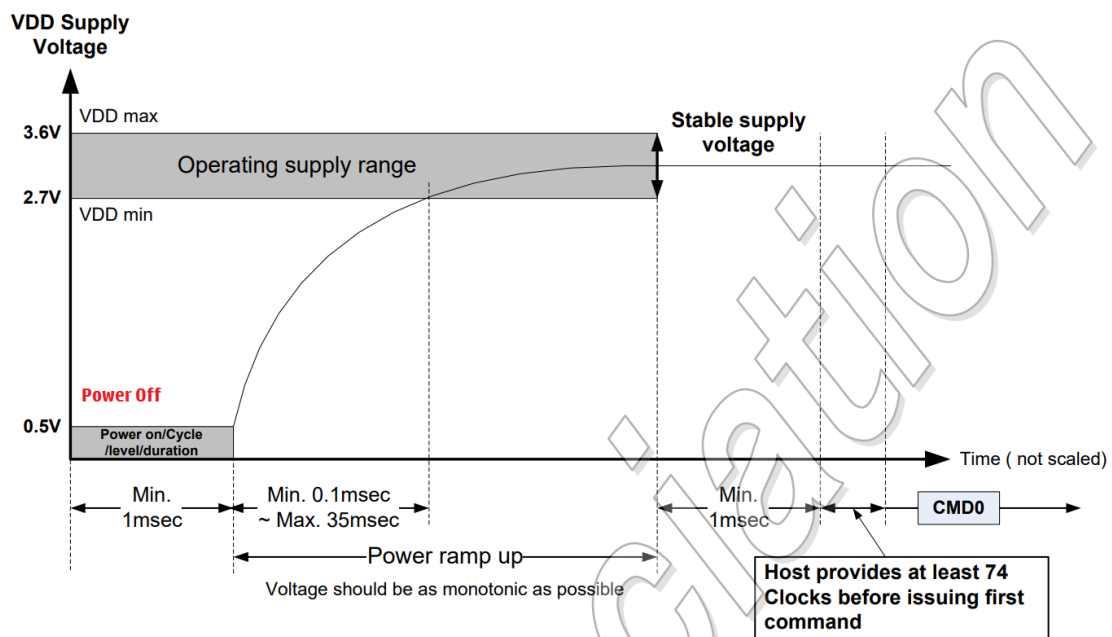 VDD Supply
Voltage
VDD max
3.6V
Stable supply
voltage
Operating supply range
2.7V
VDD min
Power Off
0.5V
Power on/Cycle
/level/duration
Time ( not scaled)
Min.
1msec
Min. 0.1msec
~ Max. 35msec
Min.
1msec
CMD0
Power ramp up
Voltage should be as monotonic as possible
Host provides at least 74
Clocks before issuing first
command
ciation